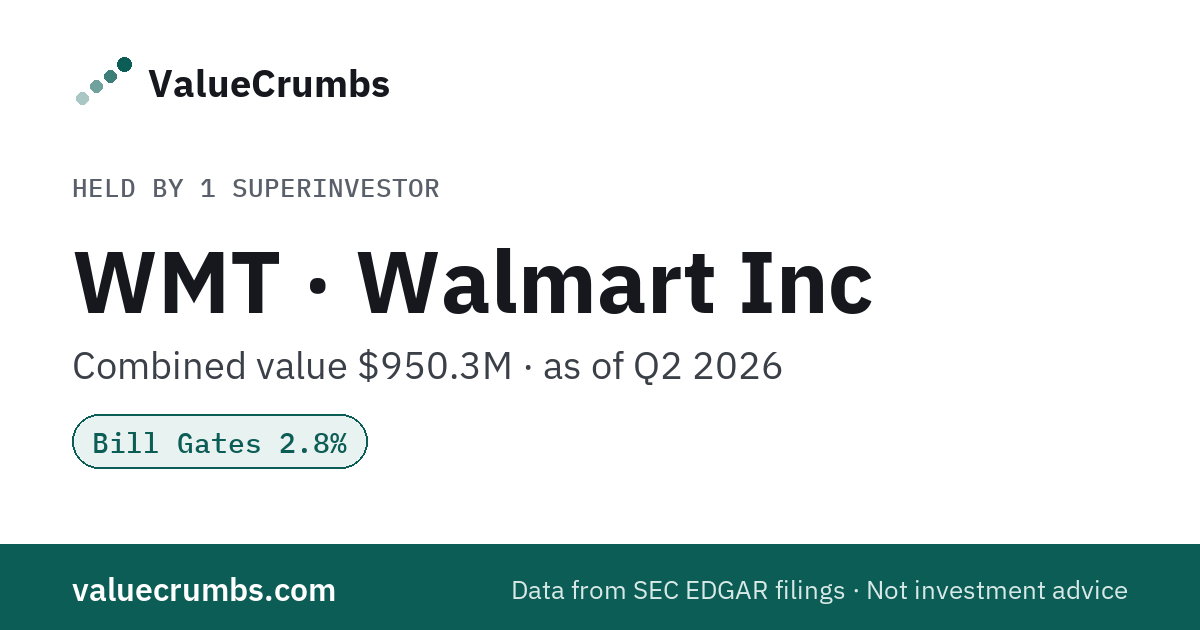 ValueCrumbs
HELD BY 1 SUPERINVESTOR
WMT · Walmart Inc
Combined value $950.3M · as of Q2 2026
Bill Gates 2.8%
valuecrumbs.com
Data from SEC EDGAR filings · Not investment advice